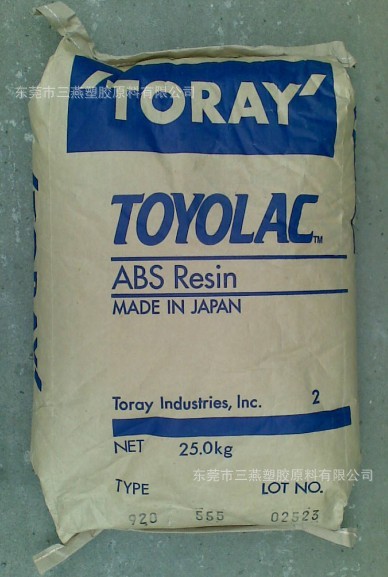 'TORAY'
东莞市三燕塑胶原料有限公司
TOYOLAC™
ABS Resin
MADE IN JAPAN
Toray Industries, Inc. 2
NET 25.0kg
东莞市三燕塑胶原料有限公司
TYPE LOT NO.
920 555 02523